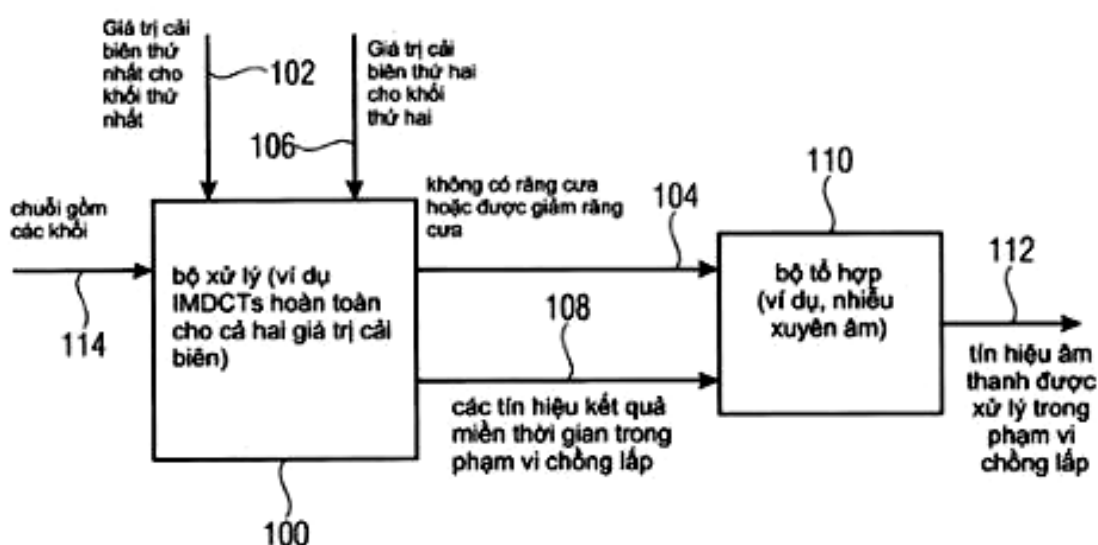 Giá trị cải
biên thứ
nhất cho
khối thứ
nhất
102
Giá trị cải
biên thứ hai
cho khối
thứ hai
106
chuỗi gồm
các khối
114
bộ xử lý (ví dụ
IMDCTs hoàn toàn
cho cả hai giá trị cải
biên)
100
không có răng cưa
hoặc được giảm răng
cưa
104
108
các tín hiệu kết quả
miền thời gian trong
phạm vi chồng lấp
110
bộ tổ hợp
(ví dụ, nhiễu
xuyên âm)
112
tín hiệu âm
thanh được
xử lý trong
phạm vi
chồng lấp